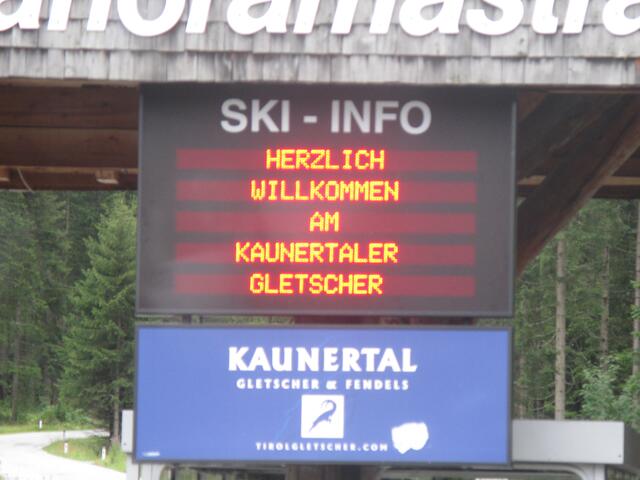 SKI - INFO
HERZLICH
WILLKOMMEN
AM
KAUNERTALER
GLETSCHER
KAUNERTAL
GLETSCHER & FENDELS
TIROLGLETSCHER.COM